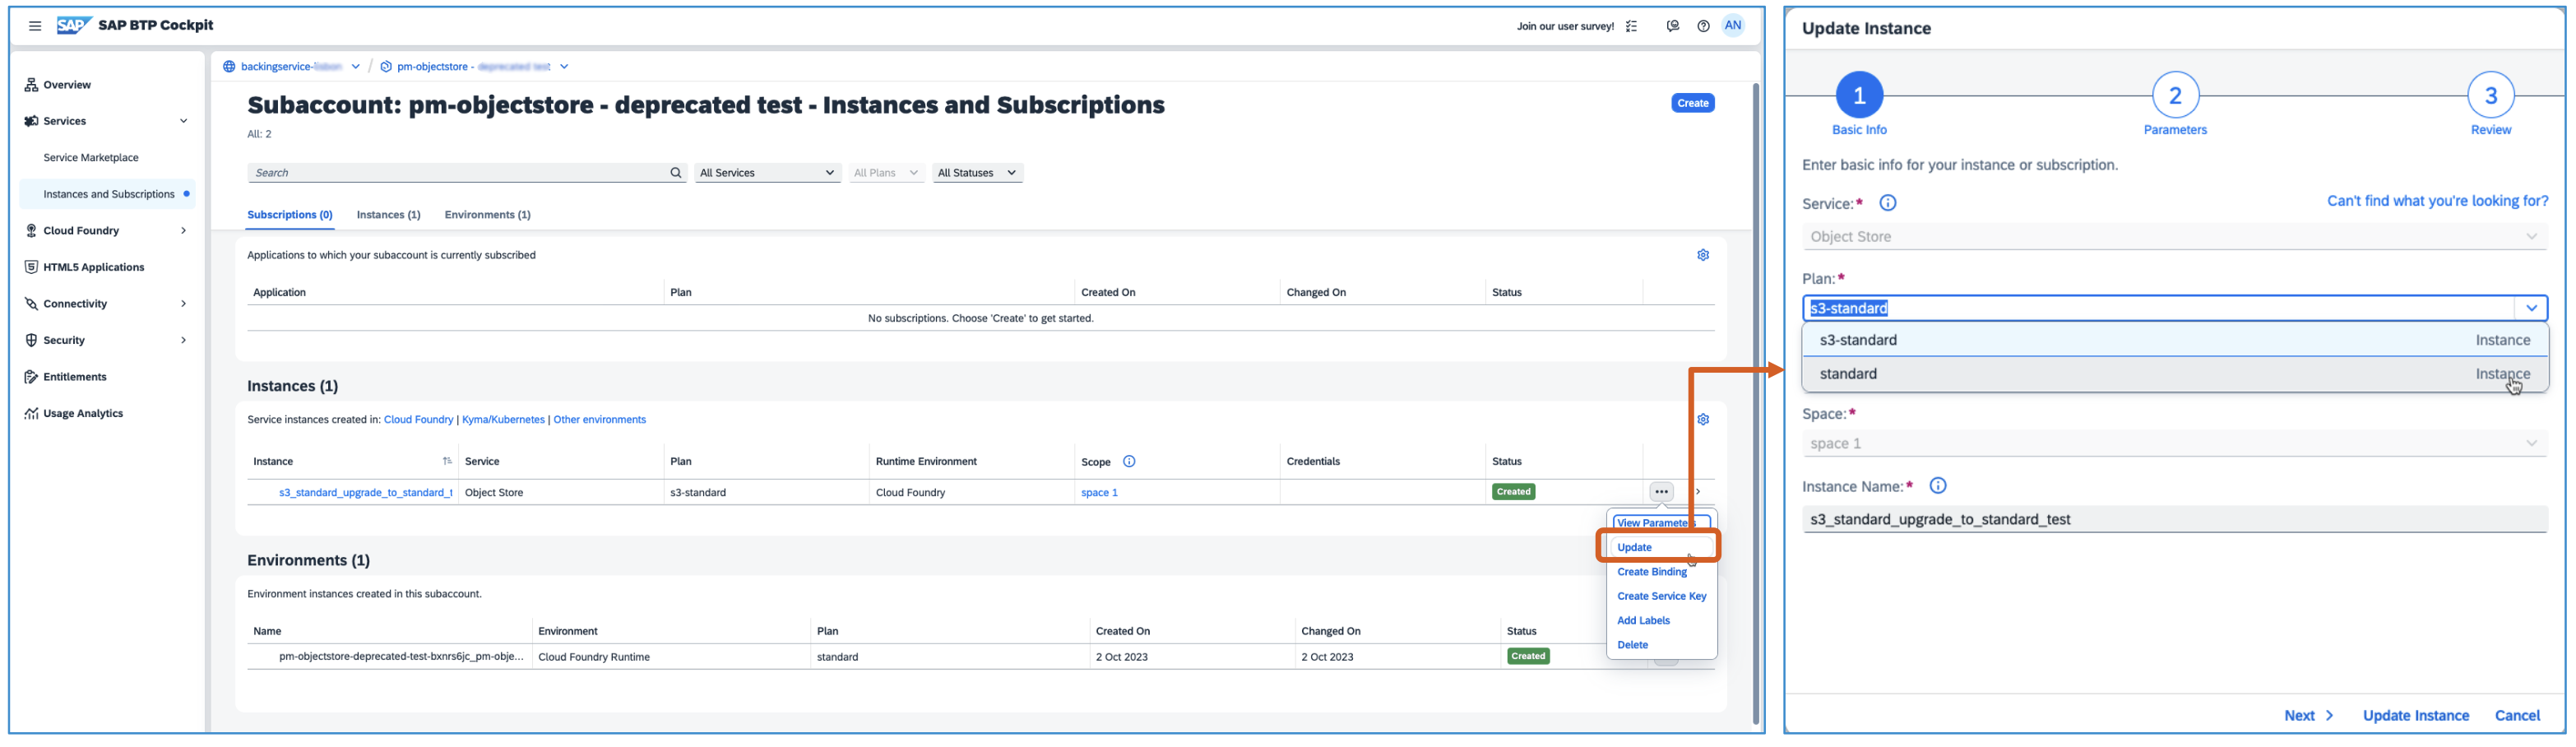 SAP SAP BTP Cockpit
Join our user survey!
AN
backingservice-
pm-objectstore - deprecated test
Overview
Services
Service Marketplace
Instances and Subscriptions
Cloud Foundry
HTML5 Applications
Connectivity
Security
Entitlements
Usage Analytics
Subaccount: pm-objectstore - deprecated test - Instances and Subscriptions
Create
All: 2
Search
All Services
All Plans
All Statuses
Subscriptions (0) Instances (1) Environments (1)
Applications to which your subaccount is currently subscribed
Application Plan Created On Changed On Status
No subscriptions. Choose 'Create' to get started.
Instances (1)
Service instances created in: Cloud Foundry | Kyma/Kubernetes | Other environments
Instance Service Plan Runtime Environment Scope Credentials Status
s3_standard_upgrade_to_standard_t Object Store s3-standard Cloud Foundry space 1 Created
View Parameters
Update
Create Binding
Create Service Key
Add Labels
Delete
Environments (1)
Environment instances created in this subaccount.
Name Environment Plan Created On Changed On Status
pm-objectstore-deprecated-test-bxnrs6jc_pm-obje... Cloud Foundry Runtime standard 2 Oct 2023 2 Oct 2023 Created
Update Instance
1 2 3
Basic Info Parameters Review
Enter basic info for your instance or subscription.
Service:* Can't find what you're looking for?
Object Store
Plan:*
s3-standard
s3-standard Instance
standard Instance
Space:*
space 1
Instance Name:*
s3_standard_upgrade_to_standard_test
Next Update Instance Cancel